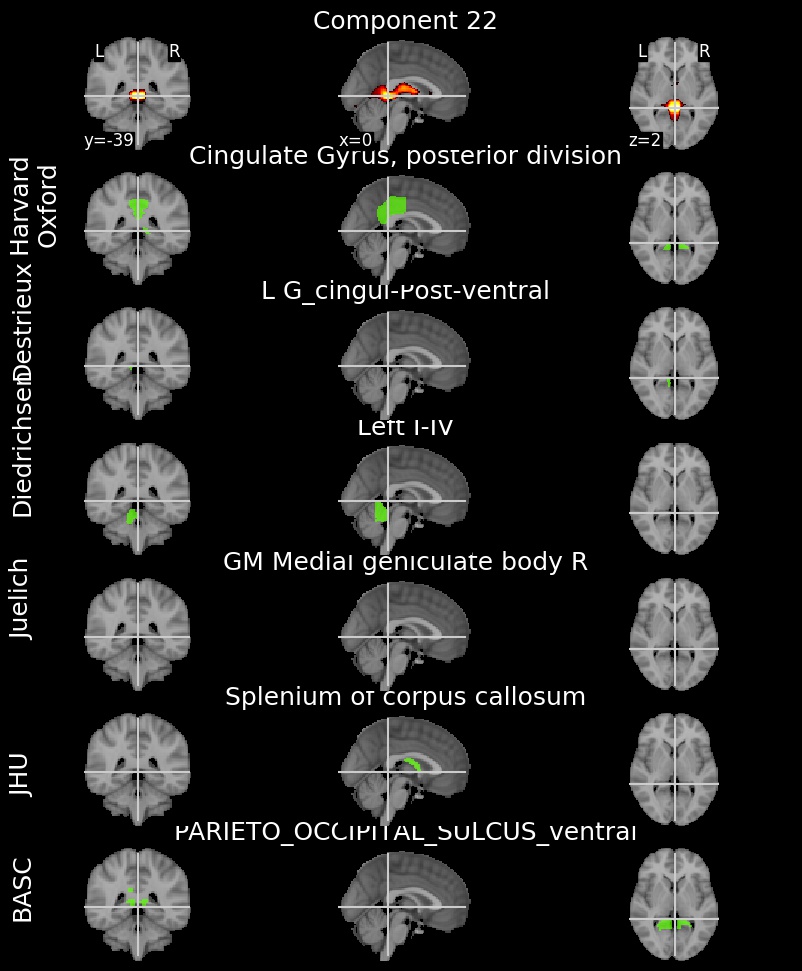 Component 22
L R
L R
y=-39
x=0
z=2
Cingulate Gyrus, posterior division
Harvard
Oxford
L G_cingul-Post-ventral
Destrieux
Left I-IV
Diedrichsen
GM Medial geniculate body R
Juelich
Splenium of corpus callosum
JHU
PARIETO_OCCIPITAL_SULCUS_ventral
BASC